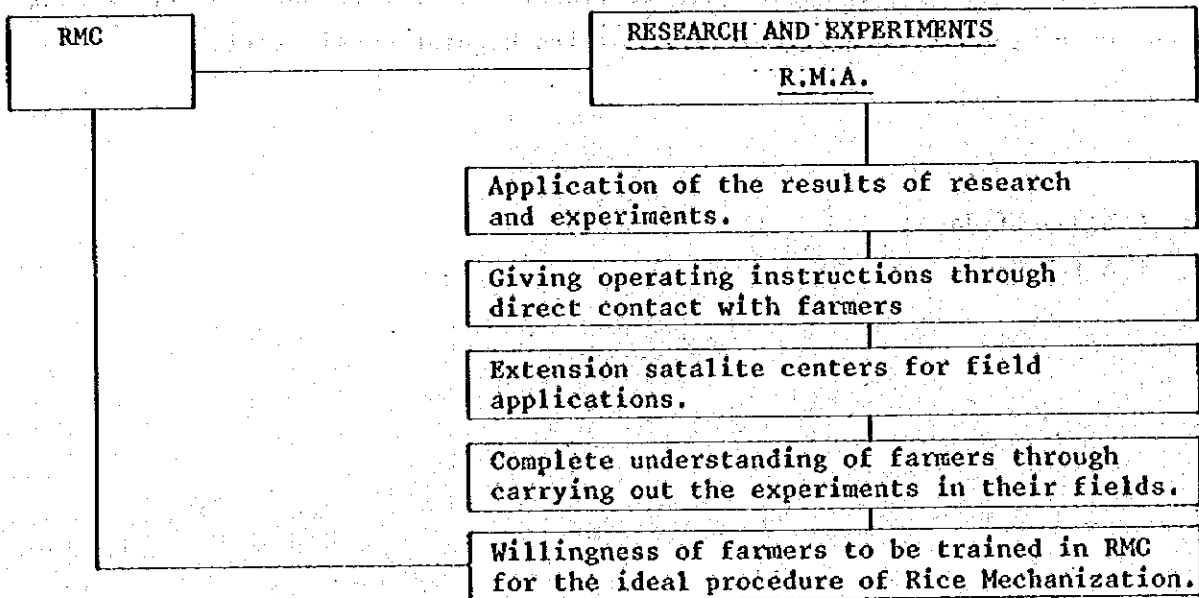 RMC
RESEARCH AND EXPERIMENTS
R.M.A.
Application of the results of research
and experiments.
Giving operating instructions through
direct contact with farmers
Extension satalite centers for field
applications.
Complete understanding of farmers through
carrying out the experiments in their fields.
Willingness of farmers to be trained in RMC
for the ideal procedure of Rice Mechanization.